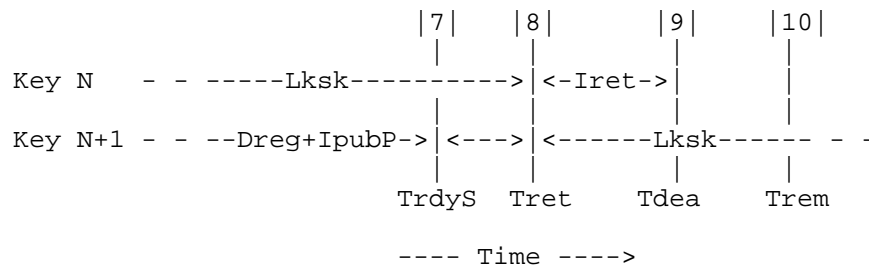 |7| |8| |9| |10|
| | | |
Key N - - -----Lksk---------->|<-Iret->| |
| | | |
Key N+1 - - --Dreg+IpubP->|<--->|<------Lksk------ - -
| | | |
TrdyS Tret Tdea Trem
---- Time ---->